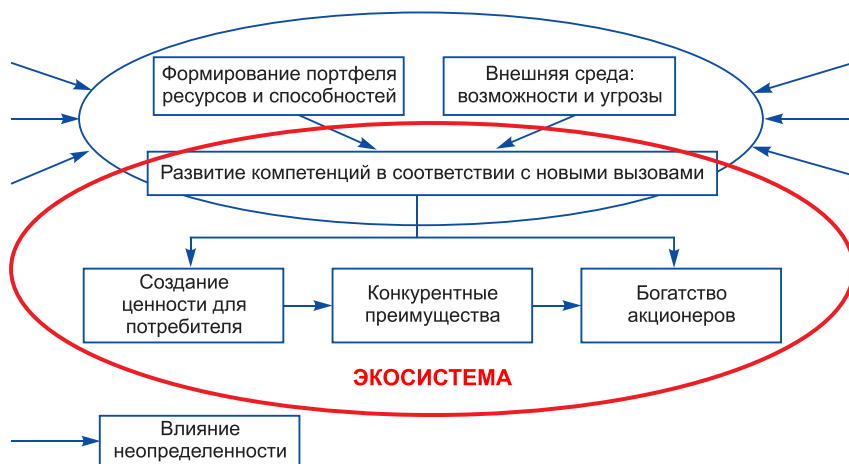 Формирование портфеля
ресурсов и способностей
Внешняя среда:
возможности и угрозы
Развитие компетенций в соответствии с новыми вызовами
Создание
ценности для
потребителя
Конкурентные
преимущества
Богатство
акционеров
ЭКОСИСТЕМА
Влияние
неопределенности